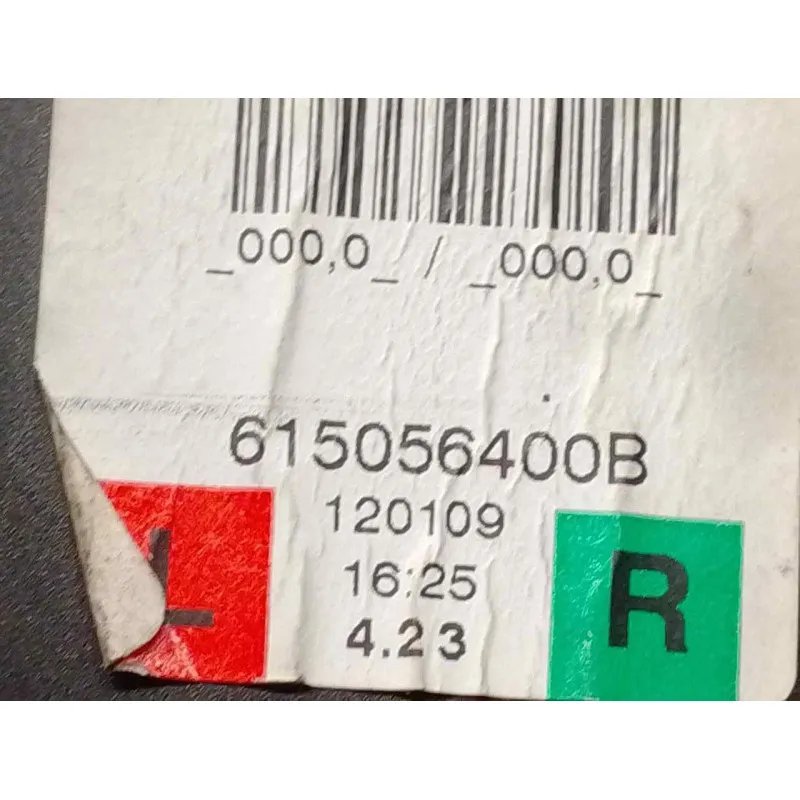 _000,0_ / _000,0_
615056400B
120109
16:25
4.23
L
R